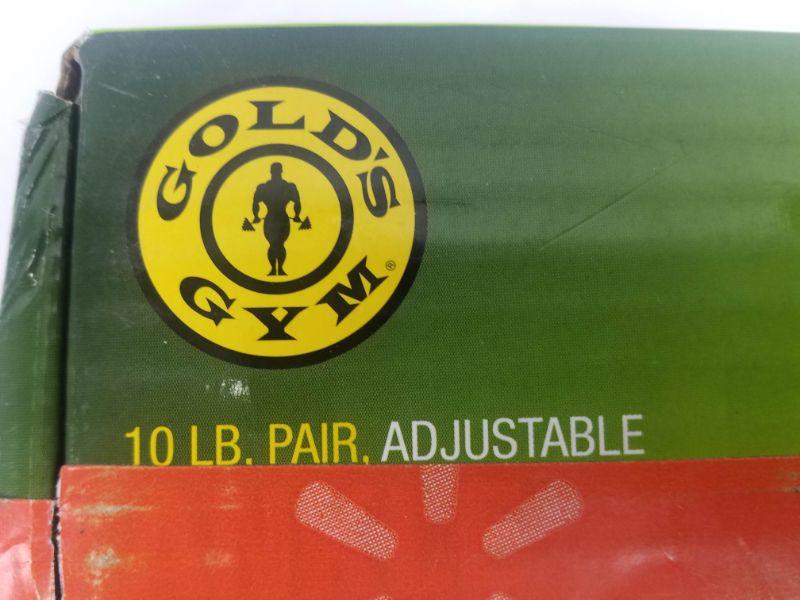 GOLD'S
GYM®
10 LB. PAIR, ADJUSTABLE